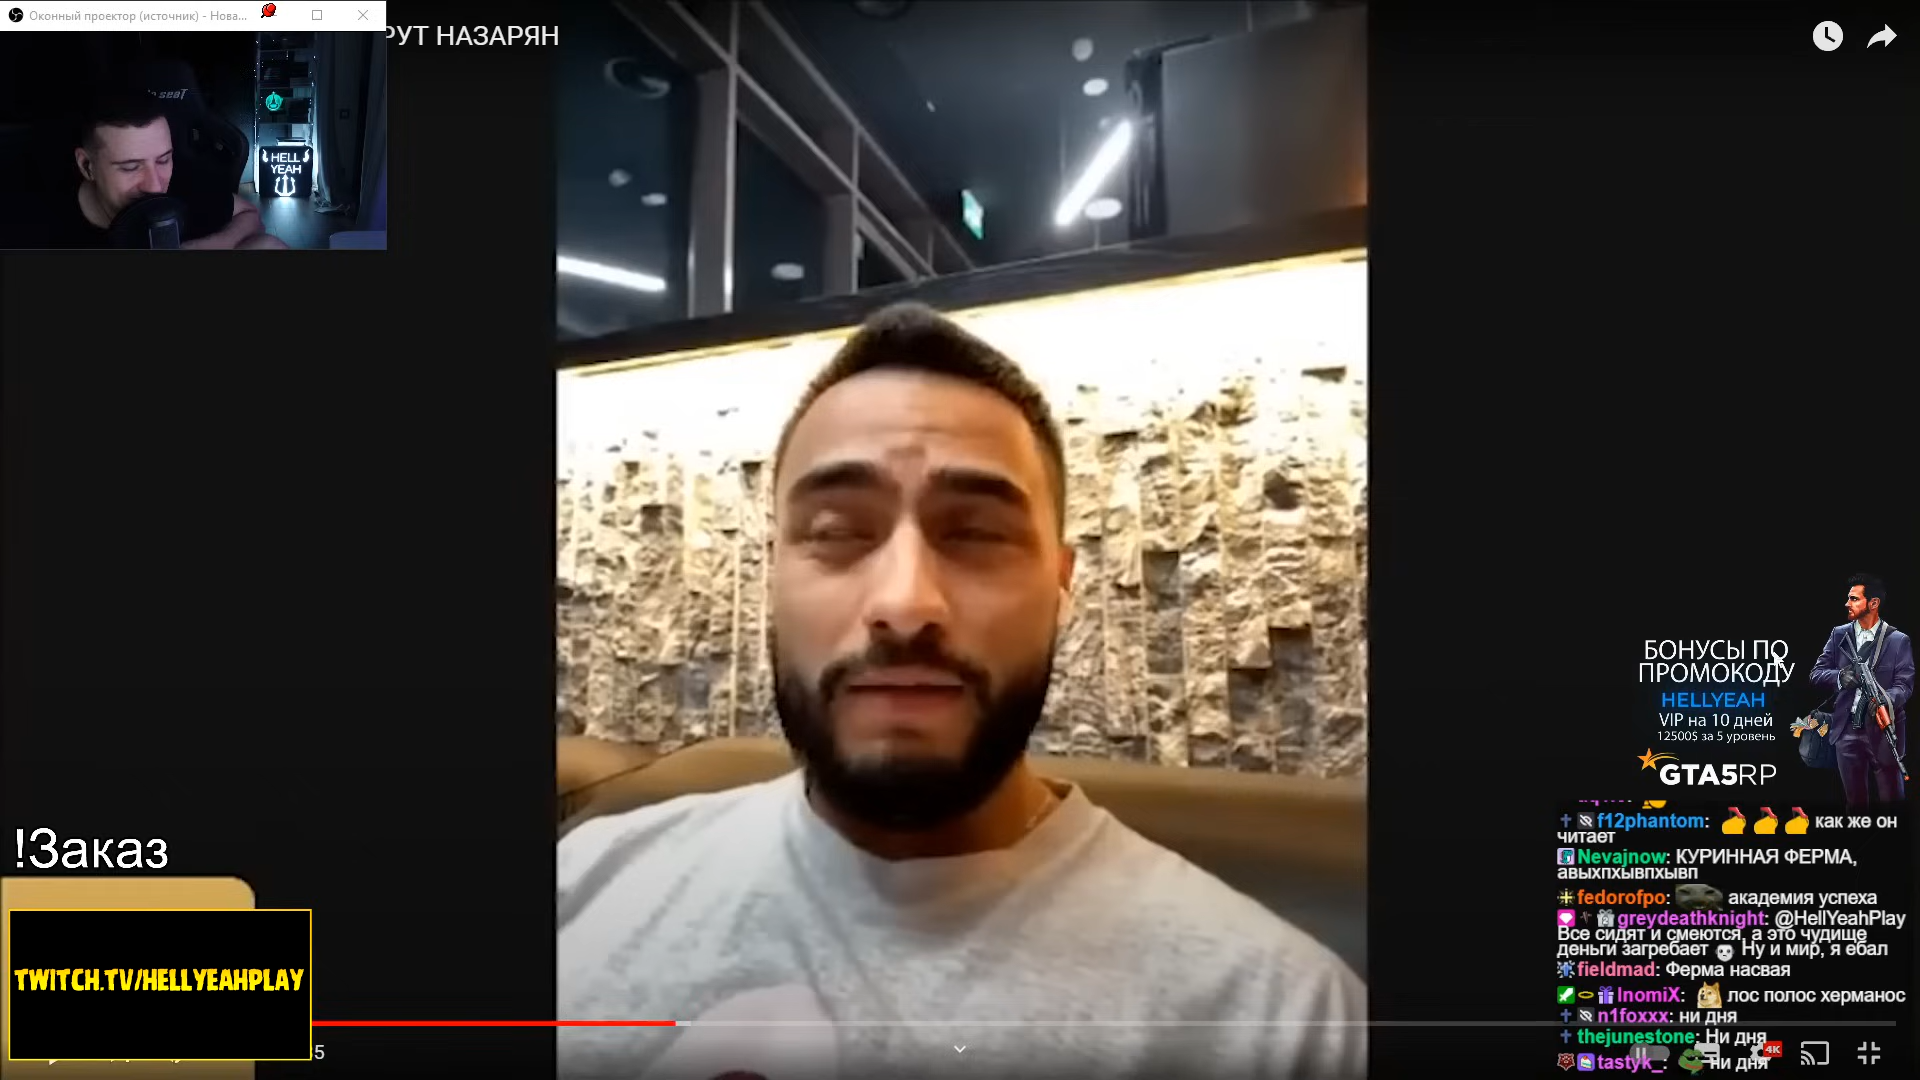 Оконный проектор (источник) - Нова...
РУТ НАЗАРЯН
HELL
YEAH
БОНУСЫ ПО
ПРОМОКОДУ
HELLYEAH
VIP на 10 дней
12500$ за 5 уровень
GTA5RP
!Заказ
TWITCH.TV/HELLYEAHPLAY
f12phantom: как же он
читает
Nevajnow: КУРИННАЯ ФЕРМА,
авыхпхывпхывп
fedorofpo: академия успеха
greydeathknight: @HellYeahPlay
Все сидят и смеются, а это чудище
деньги загребает Ну и мир, я ебал
fieldmad: Ферма насвая
InomiX: лос полос херманос
n1foxxx: ни дня
thejunestone: Ни дня
tastyk_: ни дня
4K